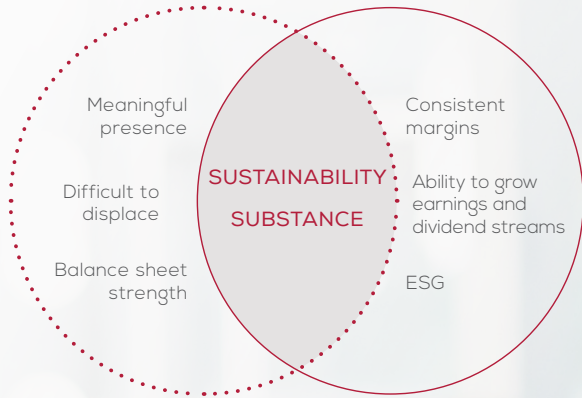 Meaningful
presence
Difficult to
displace
Balance sheet
strength
SUSTAINABILITY
SUBSTANCE
Consistent
margins
Ability to grow
earnings and
dividend streams
ESG